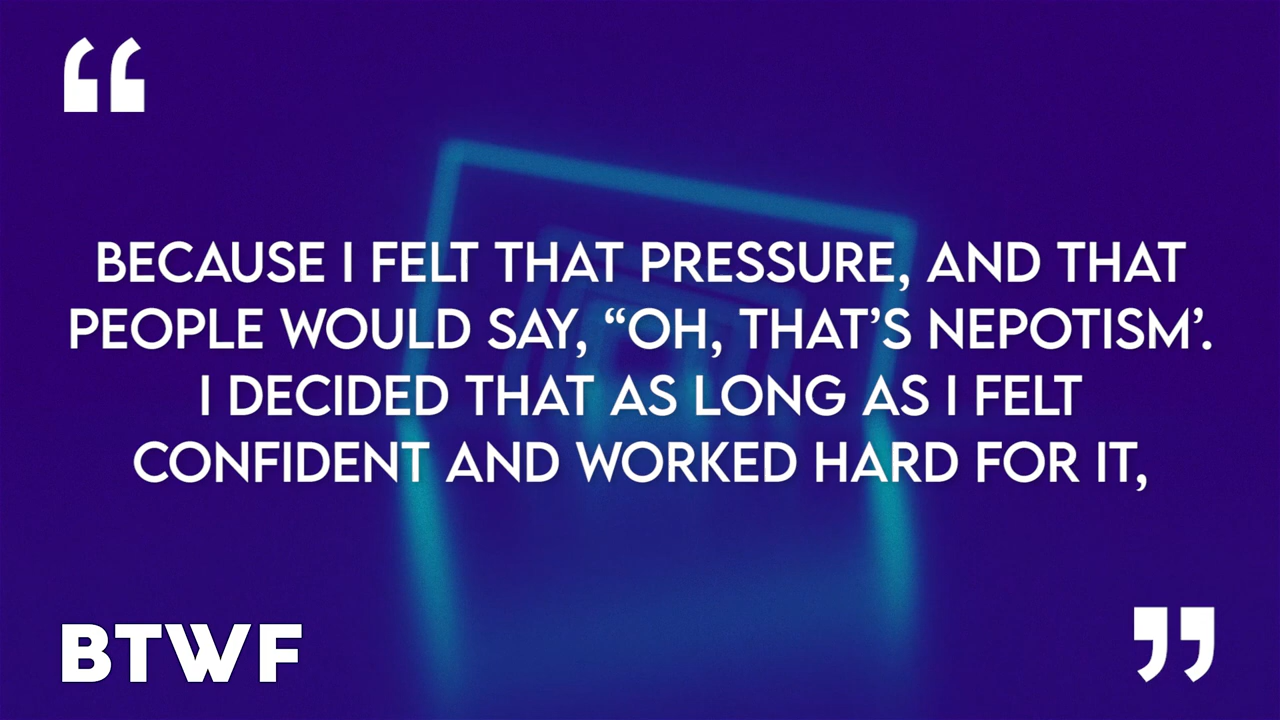 “
BECAUSE I FELT THAT PRESSURE, AND THAT
PEOPLE WOULD SAY, “OH, THAT’S NEPOTISM’.
I DECIDED THAT AS LONG AS I FELT
CONFIDENT AND WORKED HARD FOR IT,
BTWF
”